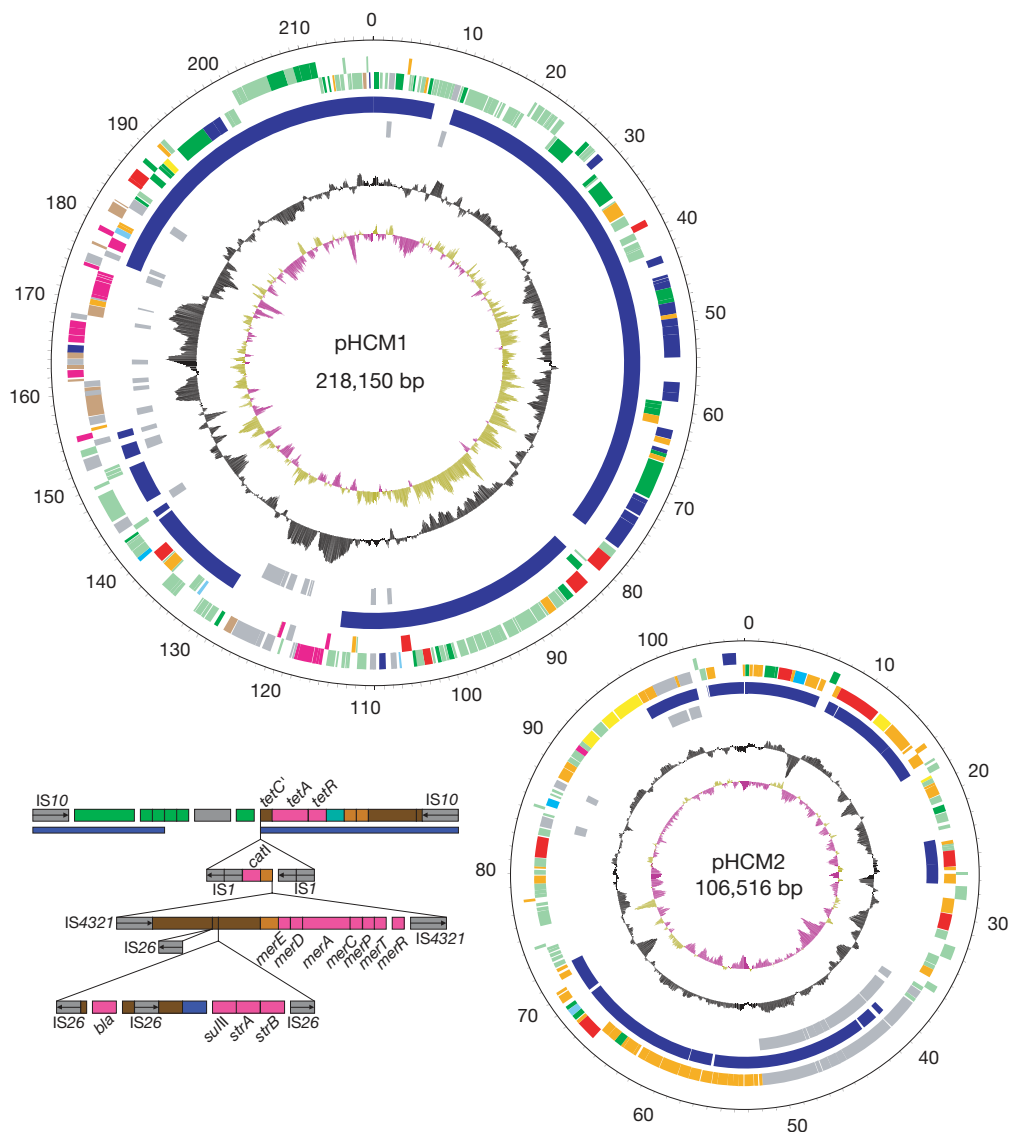 0
10
20
30
40
50
60
70
80
90
100
110
120
130
140
150
160
170
180
190
200
210
pHCM1
218,150 bp
0
10
20
30
40
50
60
70
80
90
100
pHCM2
106,516 bp
tetC'
tetA
tetR
IS10
IS10
catI
IS1
IS1
IS4321
IS4321
IS26
merE
merD
merA
merC
merP
merT
merR
IS26
bla
IS26
sulII
strA
strB
IS26